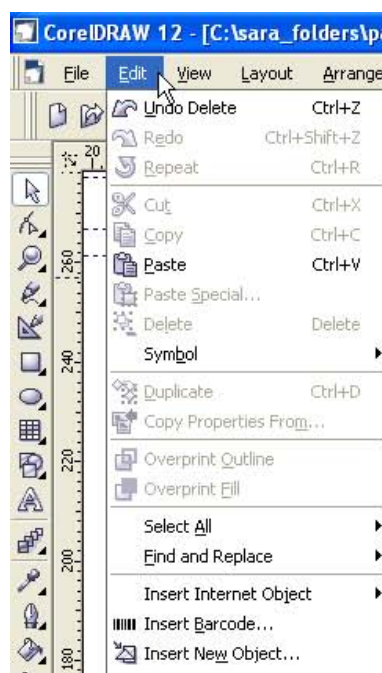 CorelDRAW 12 - [C:\sara_folders\pa
File Edit View Layout Arrange
Undo Delete Ctrl+Z
20 Redo Ctrl+Shift+Z
Repeat Ctrl+R
Cut Ctrl+X
Copy Ctrl+C
260 Paste Ctrl+V
Paste Special...
Delete Delete
240 Symbol
Duplicate Ctrl+D
Copy Properties From...
220 Overprint Outline
Overprint Fill
Select All
200 Find and Replace
Insert Internet Object
Insert Barcode...
180 Insert New Object...